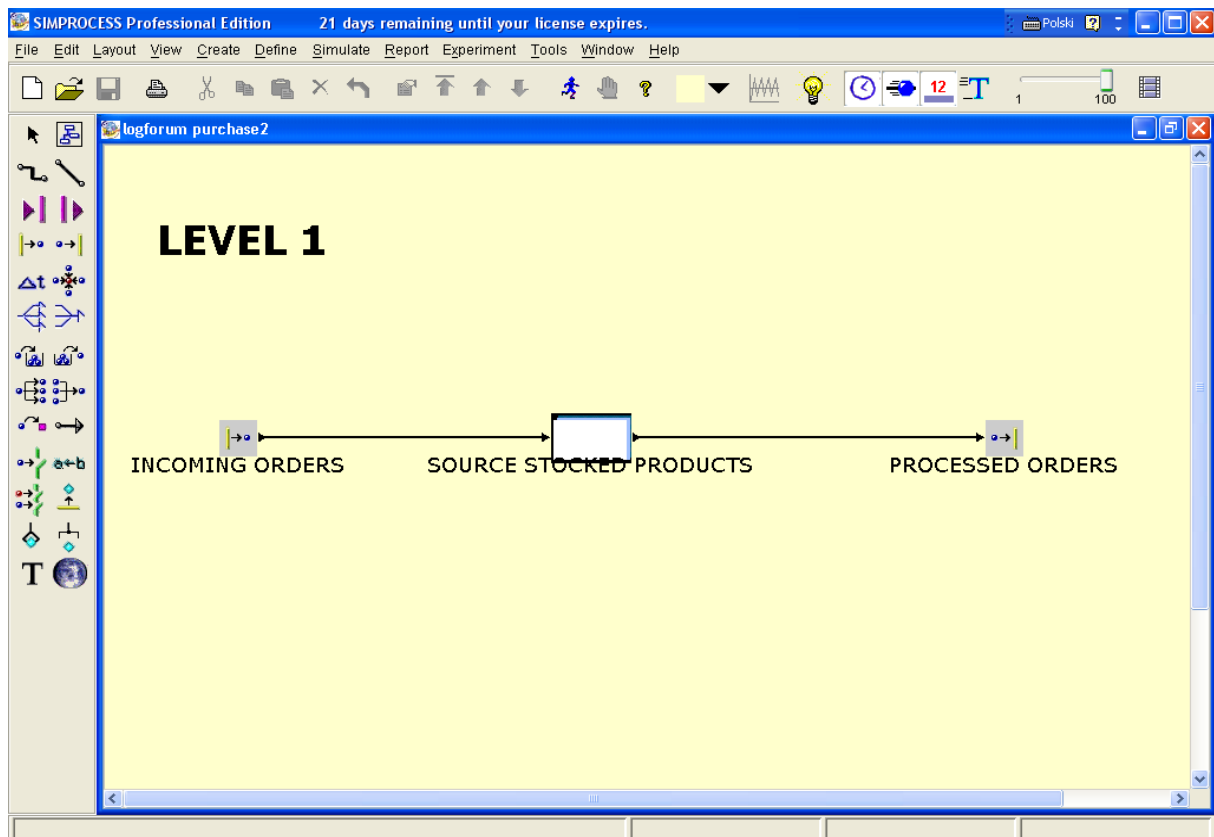 SIMPROCESS Professional Edition 21 days remaining until your license expires. Polski ?
File Edit Layout View Create Define Simulate Report Experiment Tools Window Help
? 12 T 1 100
logforum purchase2
LEVEL 1
Δt
INCOMING ORDERS SOURCE STOCKED PRODUCTS PROCESSED ORDERS
a←b
T